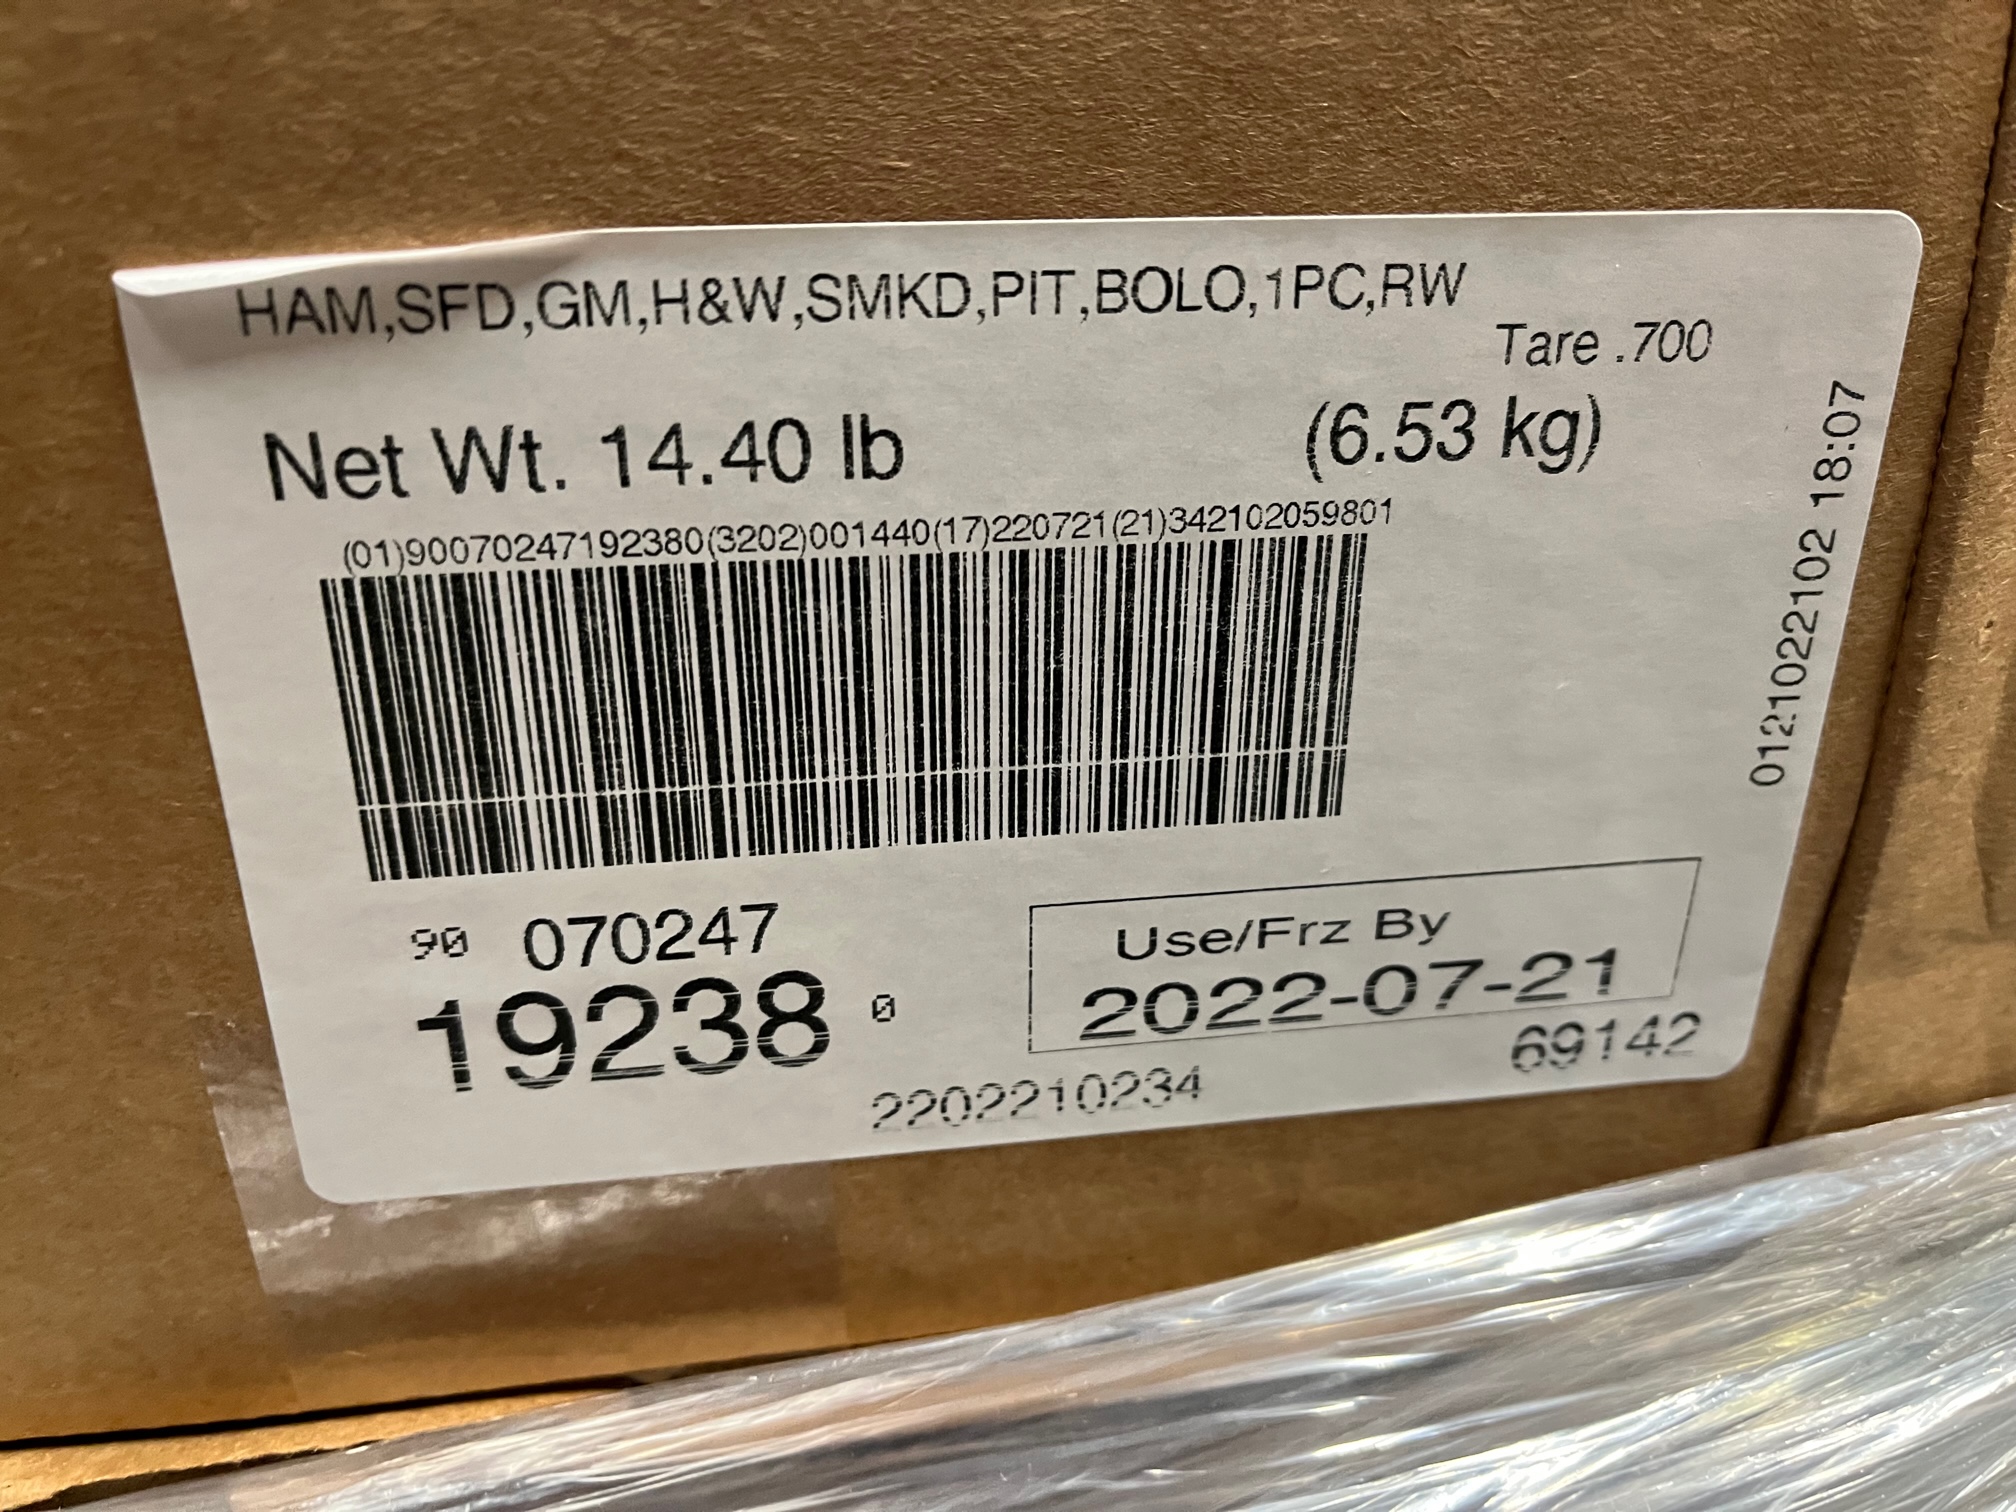 HAM,SFD,GM,H&W,SMKD,PIT,BOLO,1PC,RW
Tare .700
Net Wt. 14.40 lb (6.53 kg)
(01)90070247192380(3202)001440(17)220721(21)342102059801
90 070247
19238 0
Use/Frz By
2022-07-21
69142
2202210234
0121022102 18:07